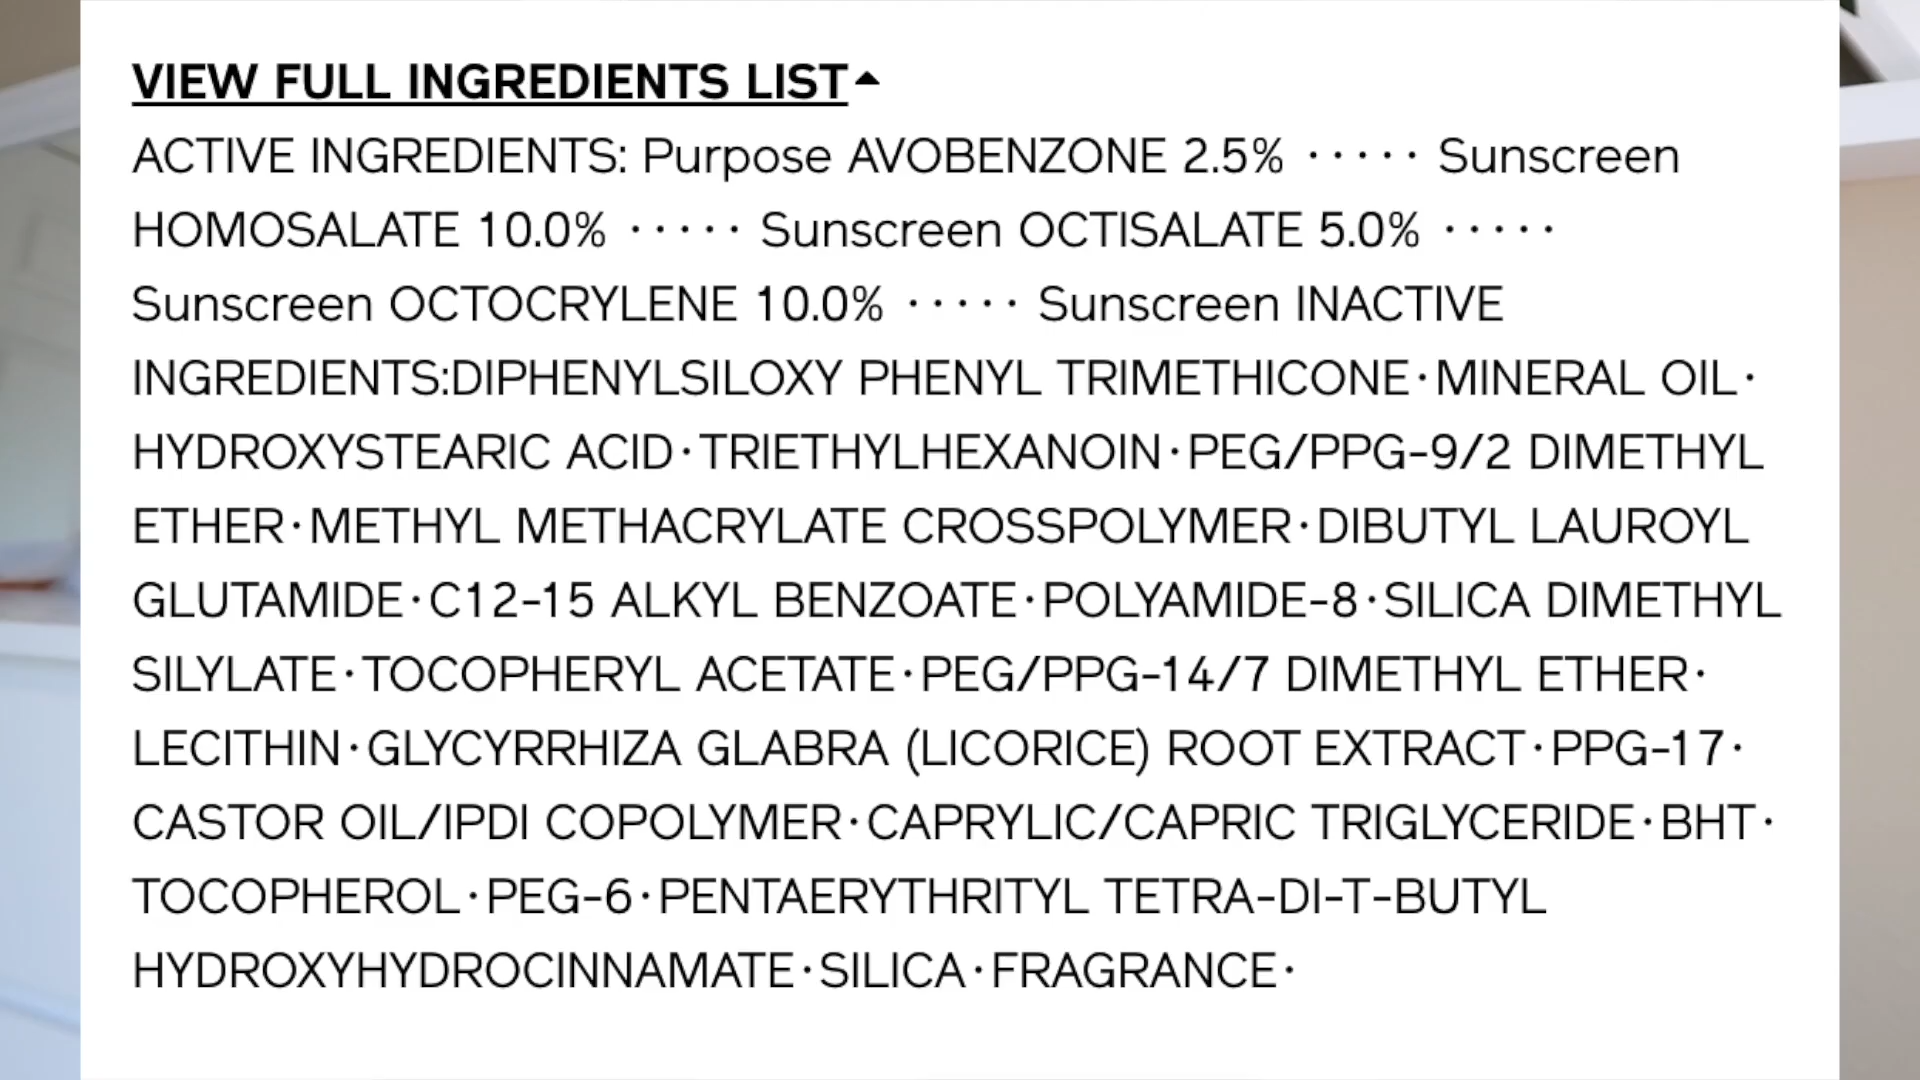 VIEW FULL INGREDIENTS LIST
ACTIVE INGREDIENTS: Purpose AVOBENZONE 2.5% ····· Sunscreen
HOMOSALATE 10.0% ····· Sunscreen OCTISALATE 5.0% ·····
Sunscreen OCTOCRYLENE 10.0% ····· Sunscreen INACTIVE
INGREDIENTS:DIPHENYLSILOXY PHENYL TRIMETHICONE·MINERAL OIL·
HYDROXYSTEARIC ACID·TRIETHYLHEXANOIN·PEG/PPG-9/2 DIMETHYL
ETHER·METHYL METHACRYLATE CROSSPOLYMER·DIBUTYL LAUROYL
GLUTAMIDE·C12-15 ALKYL BENZOATE·POLYAMIDE-8·SILICA DIMETHYL
SILYLATE·TOCOPHERYL ACETATE·PEG/PPG-14/7 DIMETHYL ETHER·
LECITHIN·GLYCYRRHIZA GLABRA (LICORICE) ROOT EXTRACT·PPG-17·
CASTOR OIL/IPDI COPOLYMER·CAPRYLIC/CAPRIC TRIGLYCERIDE·BHT·
TOCOPHEROL·PEG-6·PENTAERYTHRITYL TETRA-DI-T-BUTYL
HYDROXYHYDROCINNAMATE·SILICA·FRAGRANCE·